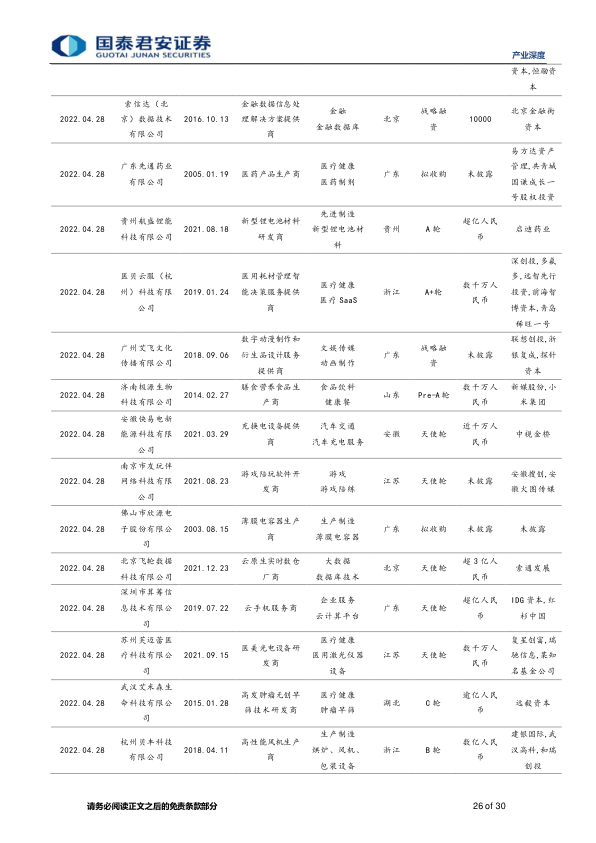 国泰君安证券
GUOTAI JUNAN SECURITIES
产业深度
资本,恒励资
本
2022.04.28
索信达（北
京）数据技术
有限公司
2016.10.13
金融数据信息处
理解决方案提供
商
金融
金融数据库
北京
战略融
资
10000
北京金融街
资本
2022.04.28
广东先通药业
有限公司
2005.01.19
医药产品生产商
医疗健康
医药制剂
广东
拟收购
未披露
易方达资产
管理,共青城
国谦成长一
号股权投资
2022.04.28
贵州航盛锂能
科技有限公司
2021.08.18
新型锂电池材料
研发商
先进制造
新型锂电池材
料
贵州
A 轮
超亿人民
币
启迪药业
2022.04.28
医贝云服（杭
州）科技有限
公司
2019.01.24
医用耗材管理智
能决策服务提供
商
医疗健康
医疗 SaaS
浙江
A+轮
数千万人
民币
深创投,多氟
多,远智先行
投资,前海智
博资本,青岛
稀旺一号
2022.04.28
广州艾飞文化
传播有限公司
2018.09.06
数字动漫制作和
衍生品设计服务
提供商
文娱传媒
动画制作
广东
战略融
资
未披露
联想创投,浙
银复成,探针
资本
2022.04.28
济南极源生物
科技有限公司
2014.02.27
膳食营养食品生
产商
食品饮料
健康餐
山东
Pre-A 轮
数千万人
民币
新媒股份,小
米集团
2022.04.28
安徽快易电新
能源科技有限
公司
2021.03.29
充换电设备提供
商
汽车交通
汽车充电服务
安徽
天使轮
近千万人
民币
中视金桥
2022.04.28
南京市友玩伴
网络科技有限
公司
2021.08.23
游戏陪玩软件开
发商
游戏
游戏陪练
江苏
天使轮
未披露
安徽搜创,安
徽火图传媒
2022.04.28
佛山市欣源电
子股份有限公
司
2003.08.15
薄膜电容器生产
商
生产制造
薄膜电容器
广东
拟收购
未披露
未披露
2022.04.28
北京飞轮数据
科技有限公司
2021.12.23
云原生实时数仓
厂商
大数据
数据库技术
北京
天使轮
超 3 亿人
民币
索通发展
2022.04.28
深圳市算筹信
息技术有限公
司
2019.07.22
云手机服务商
企业服务
云计算平台
广东
天使轮
超亿人民
币
IDG 资本,红
杉中国
2022.04.28
苏州芙迈蕾医
疗科技有限公
司
2021.09.15
医美光电设备研
发商
医疗健康
医用激光仪器
设备
江苏
天使轮
数千万人
民币
复星创富,瑞
驰信息,某知
名基金公司
2022.04.28
武汉艾米森生
命科技有限公
司
2015.01.28
高发肿瘤无创早
筛技术研发商
医疗健康
肿瘤早筛
湖北
C 轮
逾亿人民
币
远毅资本
2022.04.28
杭州贝丰科技
有限公司
2018.04.11
高性能风机生产
商
生产制造
烘炉、风机、
包装设备
浙江
B 轮
数亿人民
币
建银国际,武
汉高科,和瑞
创投
请务必阅读正文之后的免责条款部分
26 of 30